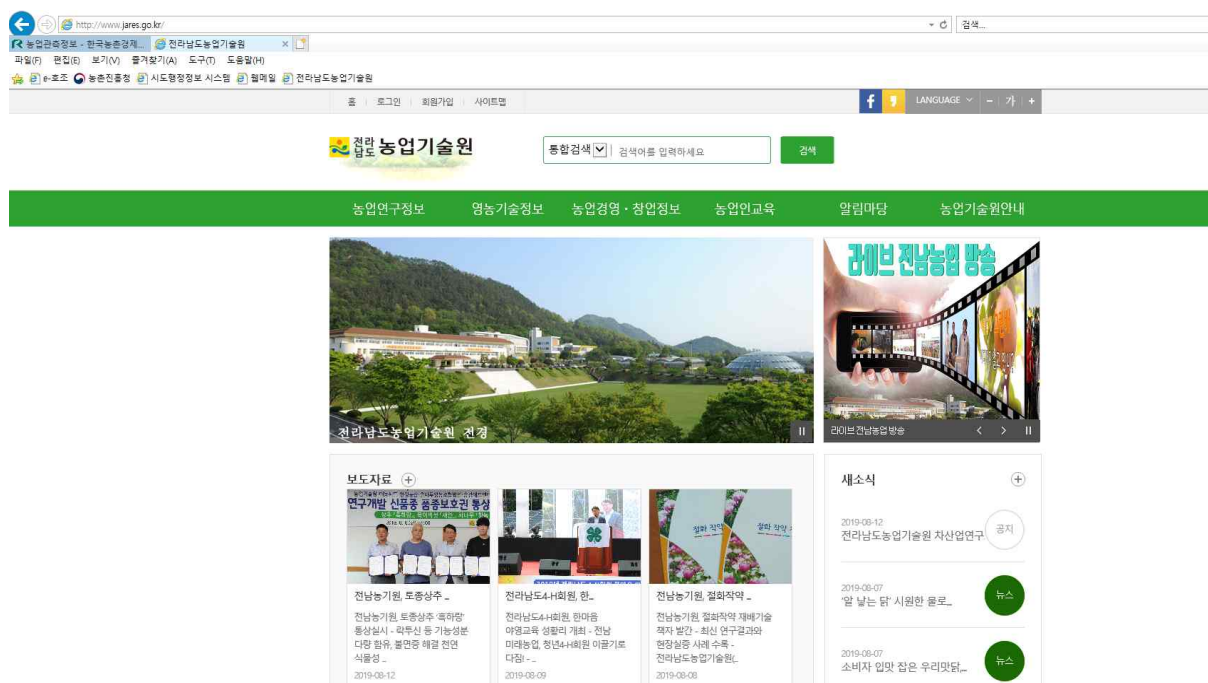 http://www.jares.go.kr/
검색...
농업관측정보 - 한국농촌경제...
전라남도농업기술원
파일(F) 편집(E) 보기(V) 즐겨찾기(A) 도구(T) 도움말(H)
e-호조 농촌진흥청 시도행정정보 시스템 웹메일 전라남도농업기술원
홈 로그인 회원가입 사이트맵
LANGUAGE - 가 +
전라남도 농업기술원
통합검색 검색어를 입력하세요 검색
농업연구정보 영농기술정보 농업경영·창업정보 농업인교육 알림마당 농업기술원안내
라이브 전남농업 방송
전라남도농업기술원 전경
라이브전남농업방송
보도자료
연구개발 신품종 품종보호권 통상
절화 작약
전남농기원, 토종상추 ..
전남농기원, 토종상추 '흑하랑'
통상실시 - 락투신 등 기능성분
다량 함유, 불면증 해결 천연
식물성 ..
2019-08-12
전라남도4-H회원, 한..
전라남도4-H회원, 한마음
야영교육 성황리 개최 - 전남
미래농업, 청년4-H회원 이끌기로
다짐! - ..
2019-08-09
전남농기원, 절화작약 ..
전남농기원, 절화작약 재배기술
책자 발간 - 최신 연구결과와
현장실증 사례 수록 -
전라남도농업기술원(..
2019-08-08
새소식
2019-08-12
전라남도농업기술원 차산업연구
공지
2019-08-07
'알 낳는 닭' 시원한 물로..
뉴스
2019-08-07
소비자 입맛 잡은 우리맛닭,..
뉴스